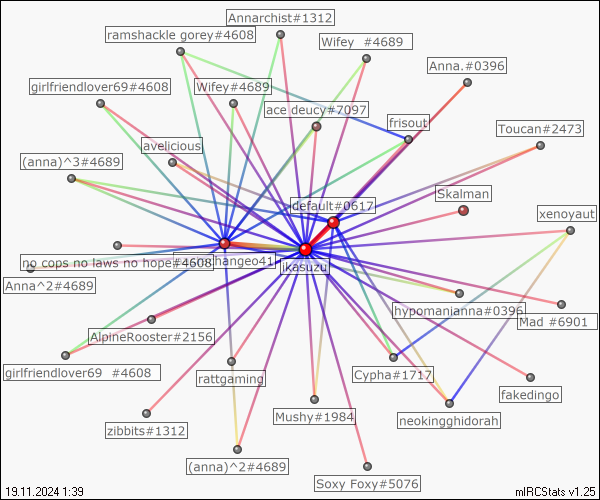 Annarchist#1312
ramshackle gorey#4608
Wifey #4689
Anna.#0396
girlfriendlover69#4608
Wifey#4689
ace deucy#7097
frisout
Toucan#2473
avelicious
(anna)^3#4689
Skalman
default#0617
xenoyaut
no cops no laws no hope#4608
hangeo41
jkasuzu
Anna^2#4689
hypomanianna#0396
Mad #6901
AlpineRooster#2156
girlfriendlover69 #4608
rattgaming
Cypha#1717
fakedingo
Mushy#1984
neokingghidorah
zibbits#1312
(anna)^2#4689
Soxy Foxy#5076
19.11.2024 1:39
mIRCStats v1.25